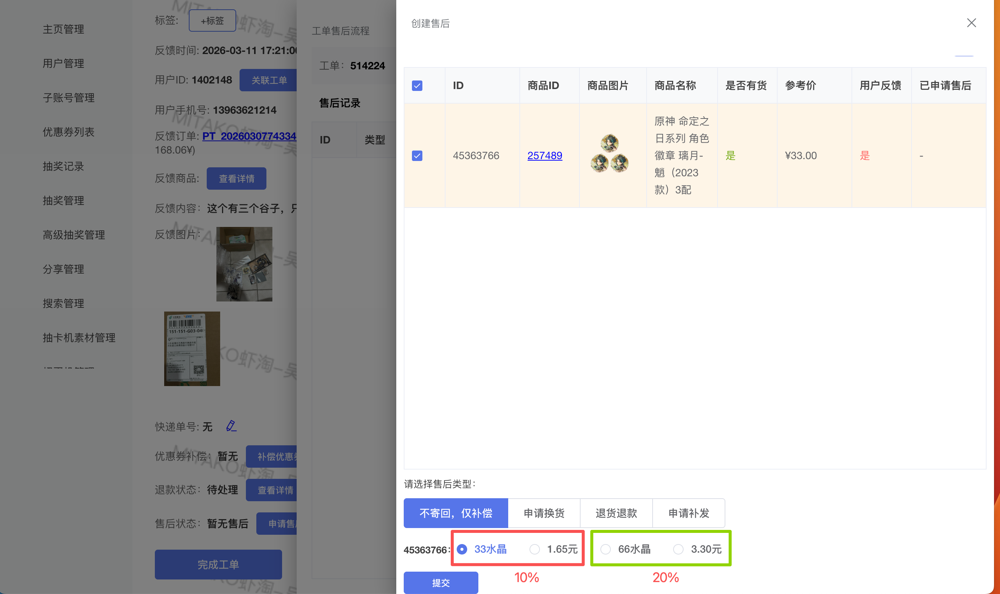 主页管理
用户管理
子账号管理
优惠券列表
抽奖记录
抽奖管理
高级抽奖管理
分享管理
搜索管理
抽卡机素材管理
标签:
+标签
反馈时间: 2026-03-11 17:21:0
用户ID: 1402148
关联工单
用户手机号: 13963621214
反馈订单: PT_2026030774334
168.06¥)
反馈商品:
查看详情
反馈内容: 这个有三个谷子，只
反馈图片:
151-151-G03-04
快递单号: 无
优惠券补偿: 暂无
补偿优惠券
退款状态: 待处理
查看详情
售后状态: 暂无售后
申请售后
完成工单
MITAKO虾淘-吴
工单售后流程
工单: 514224
售后记录
ID
类型
创建售后
ID
商品ID
商品图片
商品名称
是否有货
参考价
用户反馈
已申请售后
45363766
257489
原神 命定之
日系列 角色
徽章 璃月-
魈（2023
款）3配
是
¥33.00
是
-
请选择售后类型:
不寄回，仅补偿
申请换货
退货退款
申请补发
45363766:
33水晶
1.65元
66水晶
3.30元
10%
20%
提交